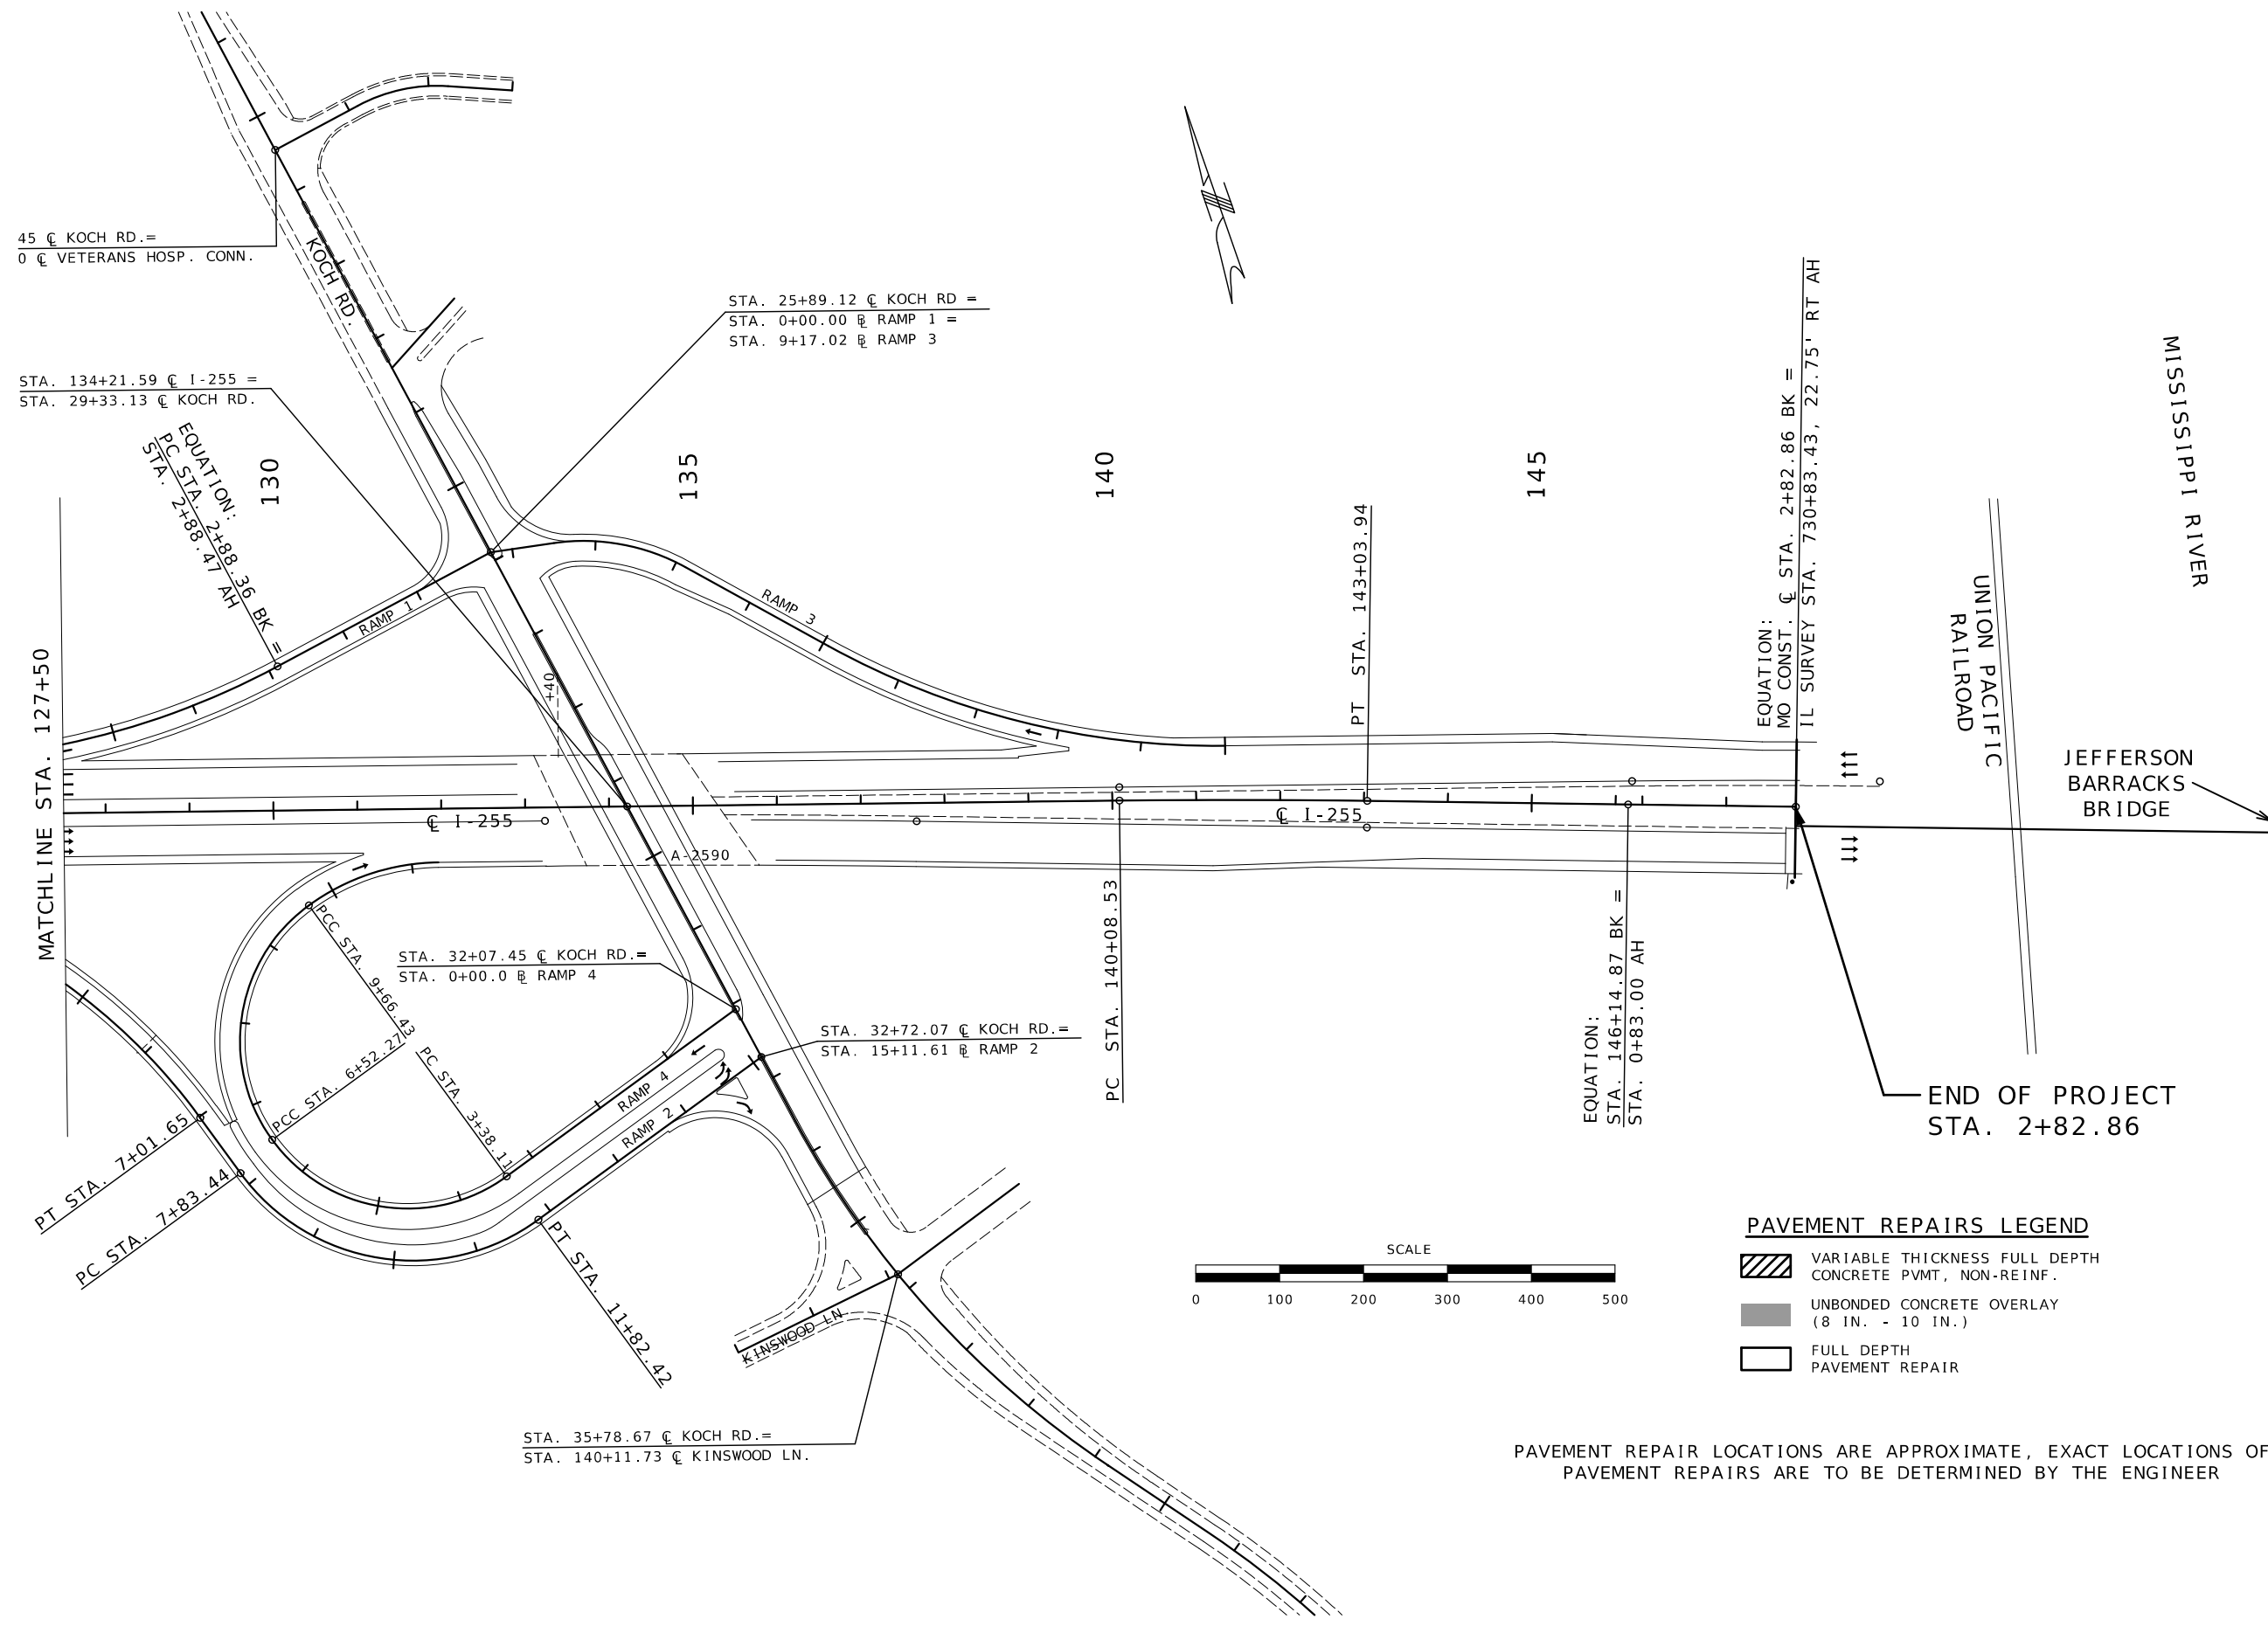 45 ℄ KOCH RD.=
0 ℄ VETERANS HOSP. CONN.
KOCH RD.
STA. 25+89.12 ℄ KOCH RD =
STA. 0+00.00 BL RAMP 1 =
STA. 9+17.02 BL RAMP 3
STA. 134+21.59 ℄ I-255 =
STA. 29+33.13 ℄ KOCH RD.
EQUATION:
PC STA. 2+88.36 BK =
STA. 2+88.47 AH
130
135
140
145
N
MATCHLINE STA. 127+50
RAMP 1
RAMP 3
+40
PT STA. 143+03.94
EQUATION:
MO CONST. ℄ STA. 2+82.86 BK =
IL SURVEY STA. 730+83.43, 22.75' RT AH
MISSISSIPPI RIVER
UNION PACIFIC
RAILROAD
JEFFERSON
BARRACKS
BRIDGE
℄ I-255
℄ I-255
A-2590
PCC STA. 9+66.43
PCC STA. 6+52.27
PC STA. 3+38.11
STA. 32+07.45 ℄ KOCH RD.=
STA. 0+00.0 BL RAMP 4
STA. 32+72.07 ℄ KOCH RD.=
STA. 15+11.61 BL RAMP 2
PC STA. 140+08.53
EQUATION:
STA. 146+14.87 BK =
STA. 0+83.00 AH
RAMP 4
RAMP 2
PT STA. 7+01.65
PC STA. 7+83.44
PT STA. 11+82.42
KINSWOOD LN
END OF PROJECT
STA. 2+82.86
STA. 35+78.67 ℄ KOCH RD.=
STA. 140+11.73 ℄ KINSWOOD LN.
SCALE
0 100 200 300 400 500
PAVEMENT REPAIRS LEGEND
VARIABLE THICKNESS FULL DEPTH
CONCRETE PVMT, NON-REINF.
UNBONDED CONCRETE OVERLAY
(8 IN. - 10 IN.)
FULL DEPTH
PAVEMENT REPAIR
PAVEMENT REPAIR LOCATIONS ARE APPROXIMATE, EXACT LOCATIONS OF
PAVEMENT REPAIRS ARE TO BE DETERMINED BY THE ENGINEER